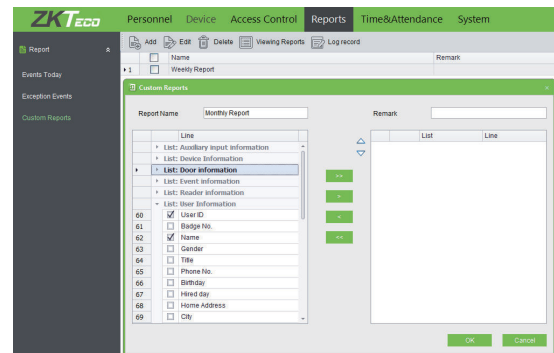 ZKTeco Personnel Device Access Control Reports Time&Attendance System
Report
Add Edit Delete Viewing Reports Log record
Name Remark
1 Weekly Report
Events Today
Exception Events
Custom Reports
Custom Reports
Report Name Monthly Report Remark
Line
List: Auxiliary input information
List: Device Information
List: Door information
List: Event information
List: Reader information
List: User Information
60 User ID
61 Badge No.
62 Name
63 Gender
64 Title
65 Phone No.
66 Birthday
67 Hired day
68 Home Address
69 City
>>
>
<
<<
List Line
OK Cancel